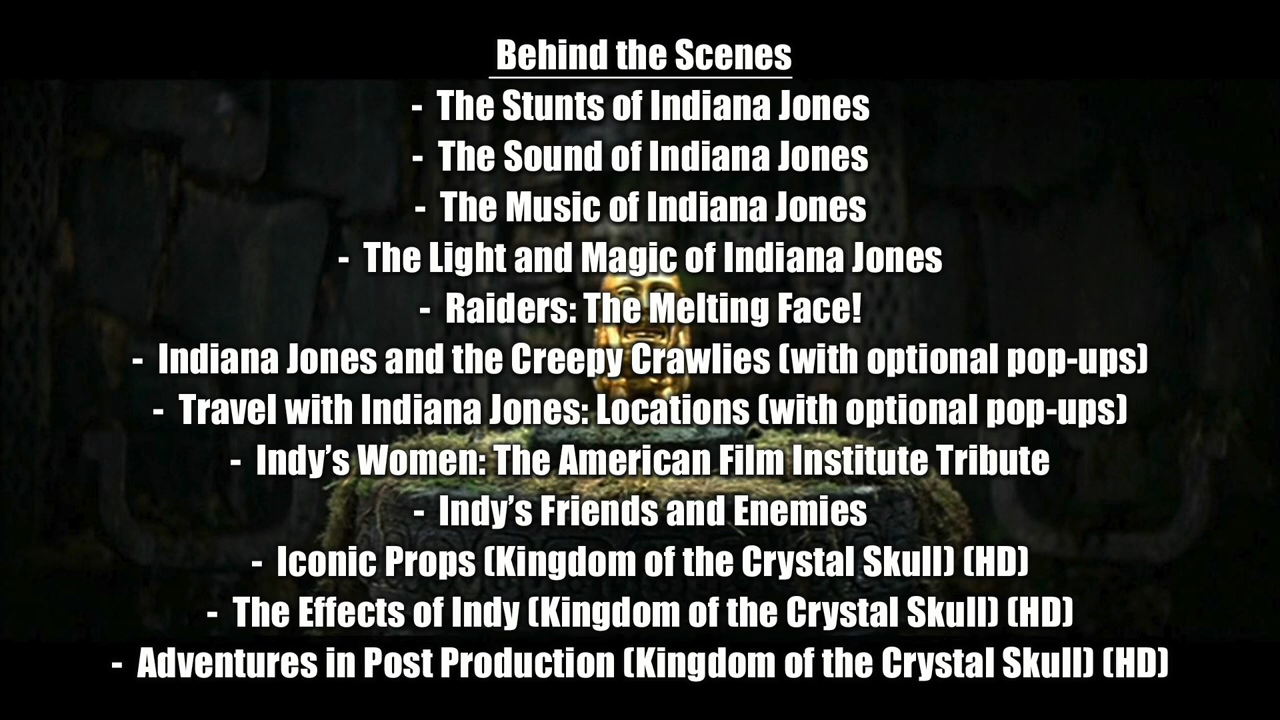 Behind the Scenes
- The Stunts of Indiana Jones
- The Sound of Indiana Jones
- The Music of Indiana Jones
- The Light and Magic of Indiana Jones
- Raiders: The Melting Face!
- Indiana Jones and the Creepy Crawlies (with optional pop-ups)
- Travel with Indiana Jones: Locations (with optional pop-ups)
- Indy’s Women: The American Film Institute Tribute
- Indy’s Friends and Enemies
- Iconic Props (Kingdom of the Crystal Skull) (HD)
- The Effects of Indy (Kingdom of the Crystal Skull) (HD)
- Adventures in Post Production (Kingdom of the Crystal Skull) (HD)